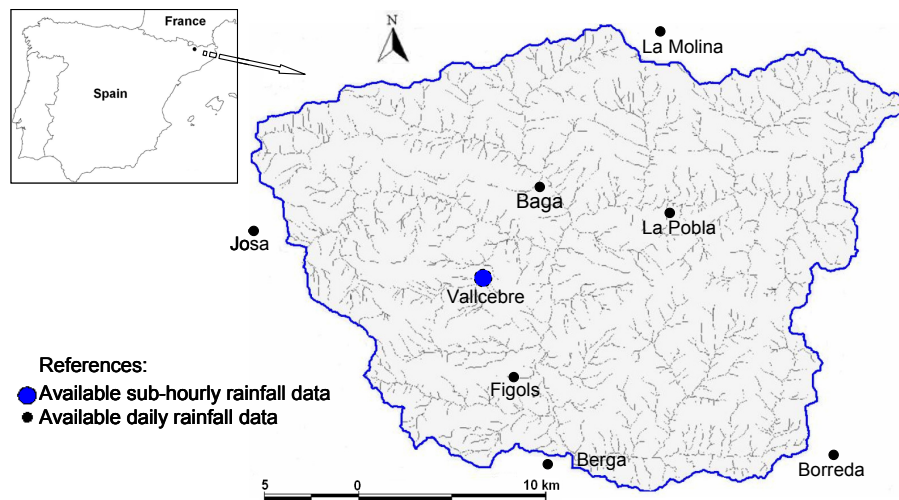 France
Spain
N
La Molina
Baga
La Pobla
Josa
Vallcebre
Figols
Berga
Borreda
References:
Available sub-hourly rainfall data
Available daily rainfall data
5 0 10 km